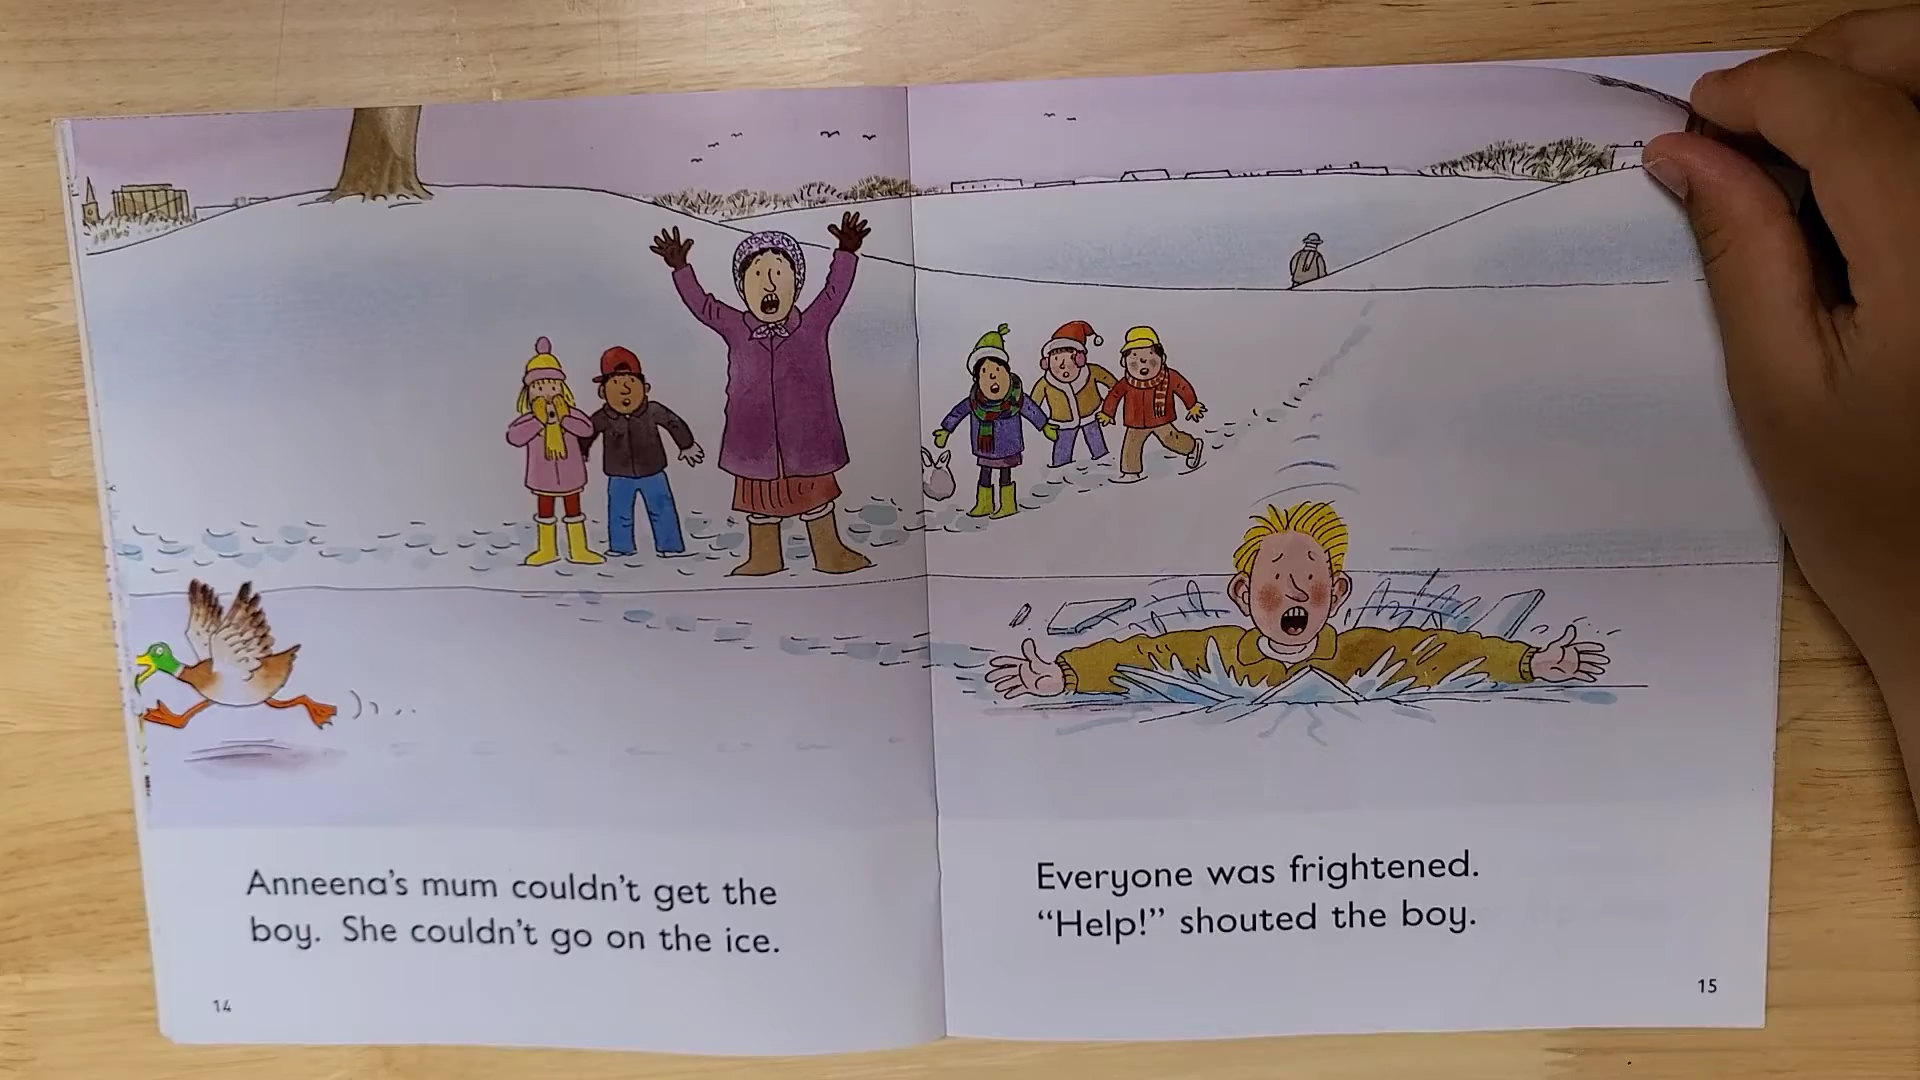 Anneena's mum couldn't get the
boy. She couldn't go on the ice.
14
Everyone was frightened.
“Help!” shouted the boy.
15